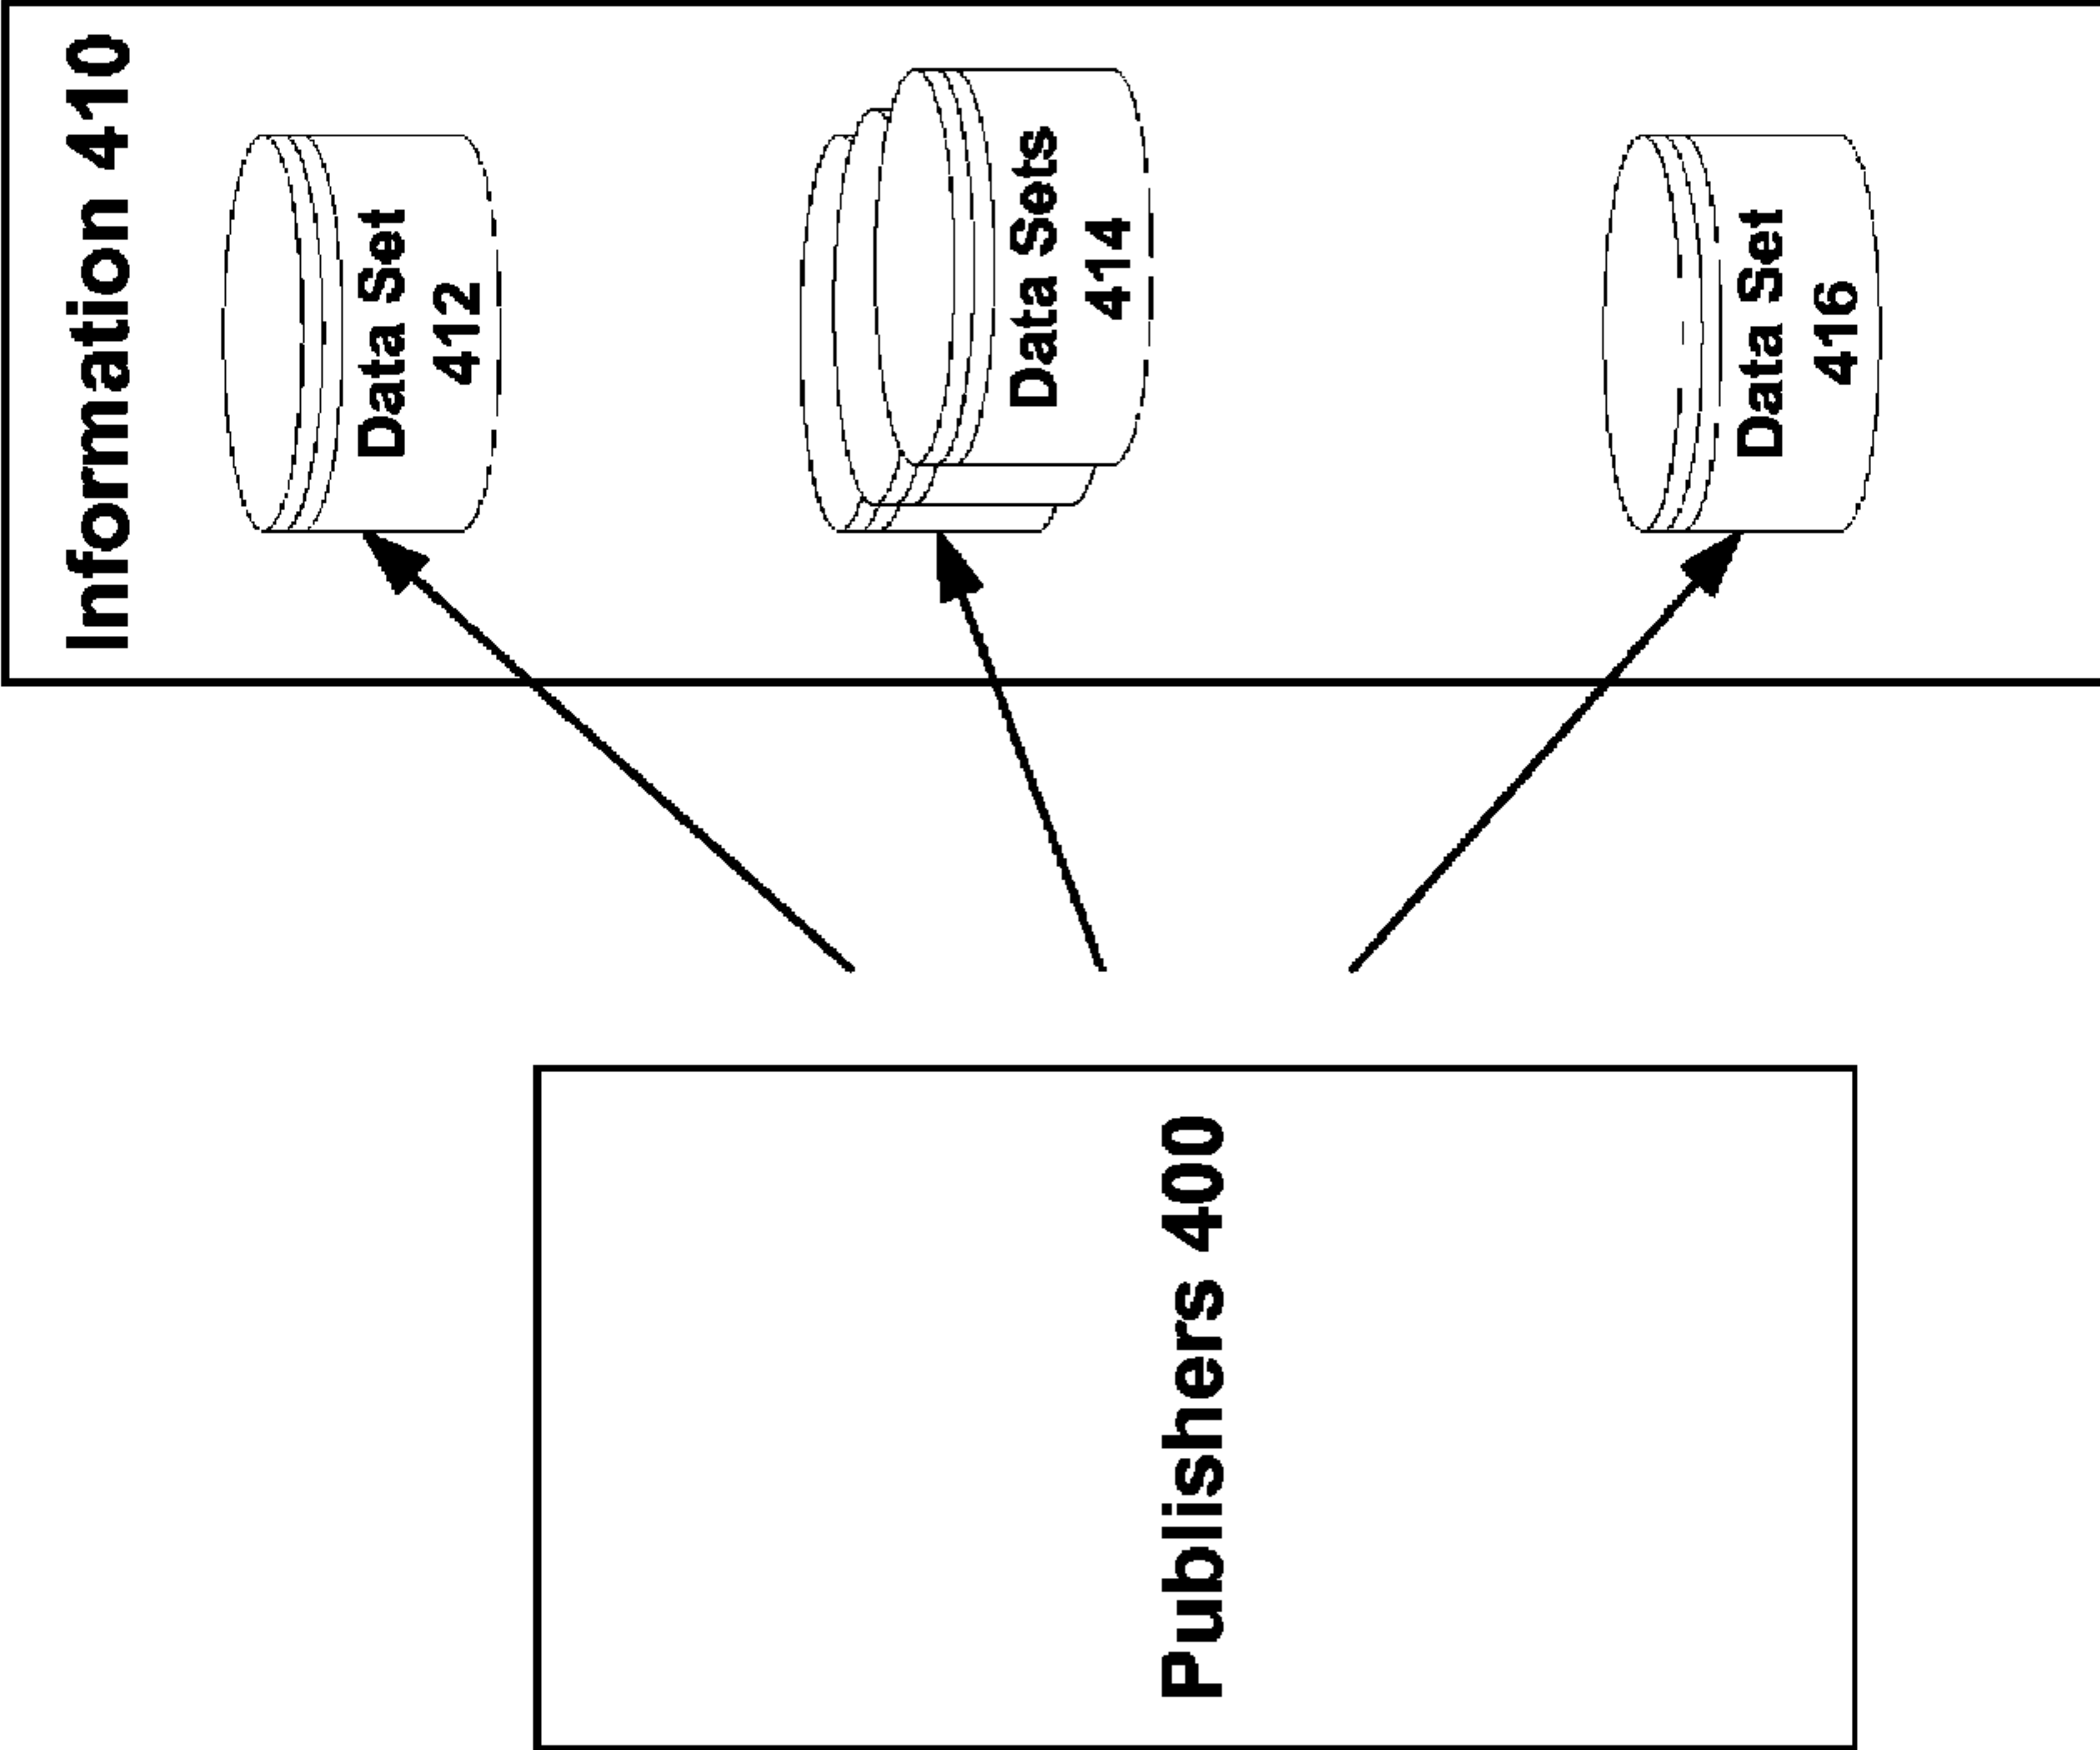 Information 410
Data Set
412
Data Sets
414
Data Set
416
Publishers 400